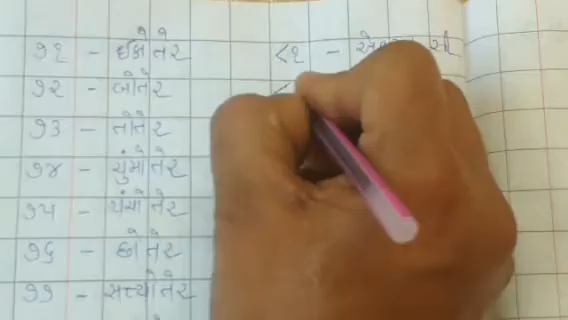 ૭૧ - ઈકોતેર
૭૨ - બોતેર
૭૩ - તોતેર
૭૪ - ચુમોતેર
૭૫ - પંચોતેર
૭૬ - છોતેર
૭૭ - સત્યોતેર
૮૧ -